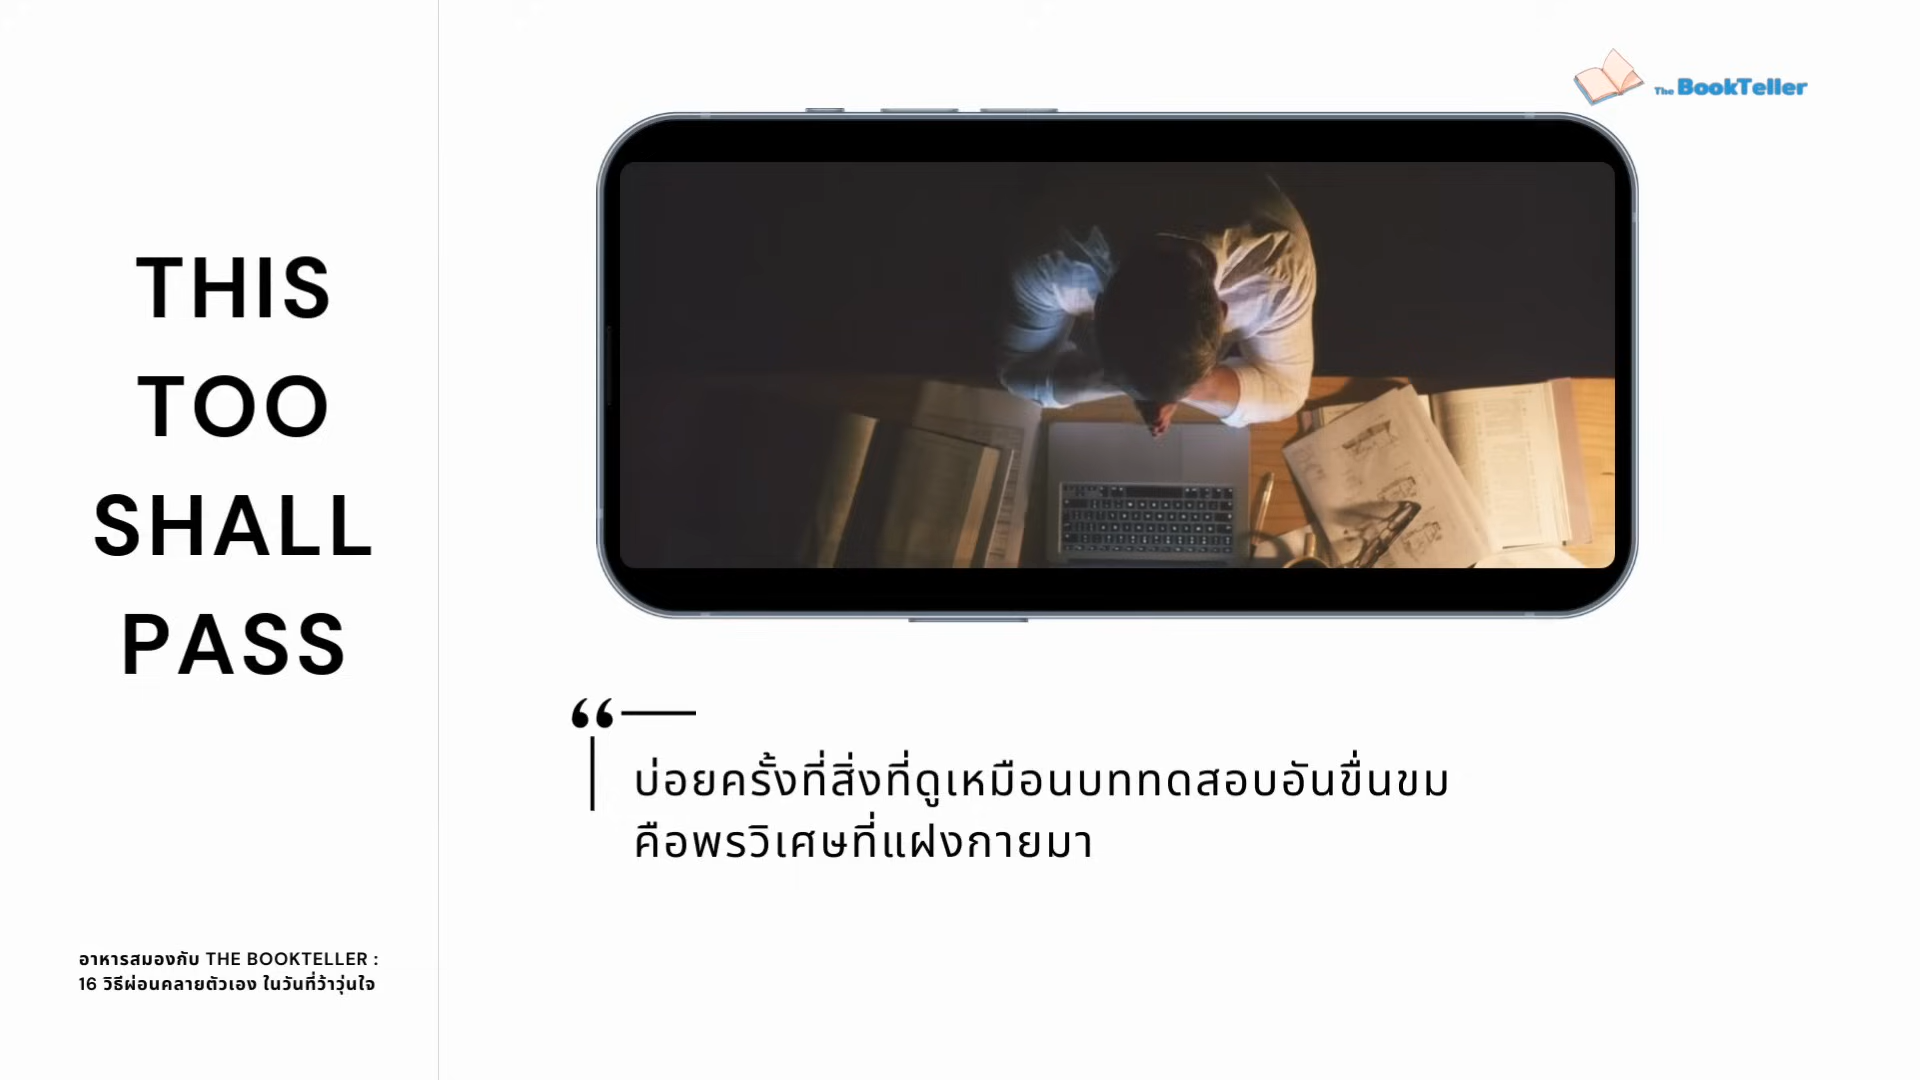 The BookTeller
THIS
TOO
SHALL
PASS
บ่อยครั้งที่สิ่งที่ดูเหมือนบททดสอบอันขื่นขม
คือพรวิเศษที่แฝงกายมา
อาหารสมองกับ THE BOOKTELLER :
16 วิธีผ่อนคลายตัวเอง ในวันที่ว้าวุ่นใจ